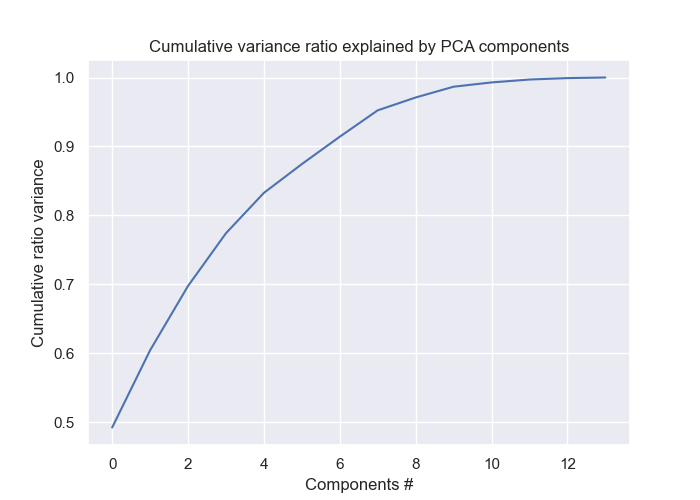 Cumulative variance ratio explained by PCA components
1.0
0.9
0.8
0.7
0.6
0.5
Cumulative ratio variance
0 2 4 6 8 10 12
Components #